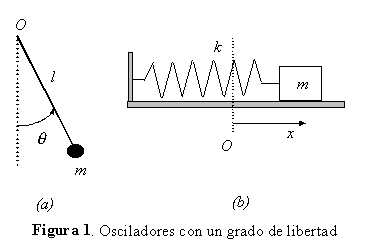 O
l
θ
m
(a)
k
m
x
O
(b)
Figura 1. Osciladores con un grado de libertad